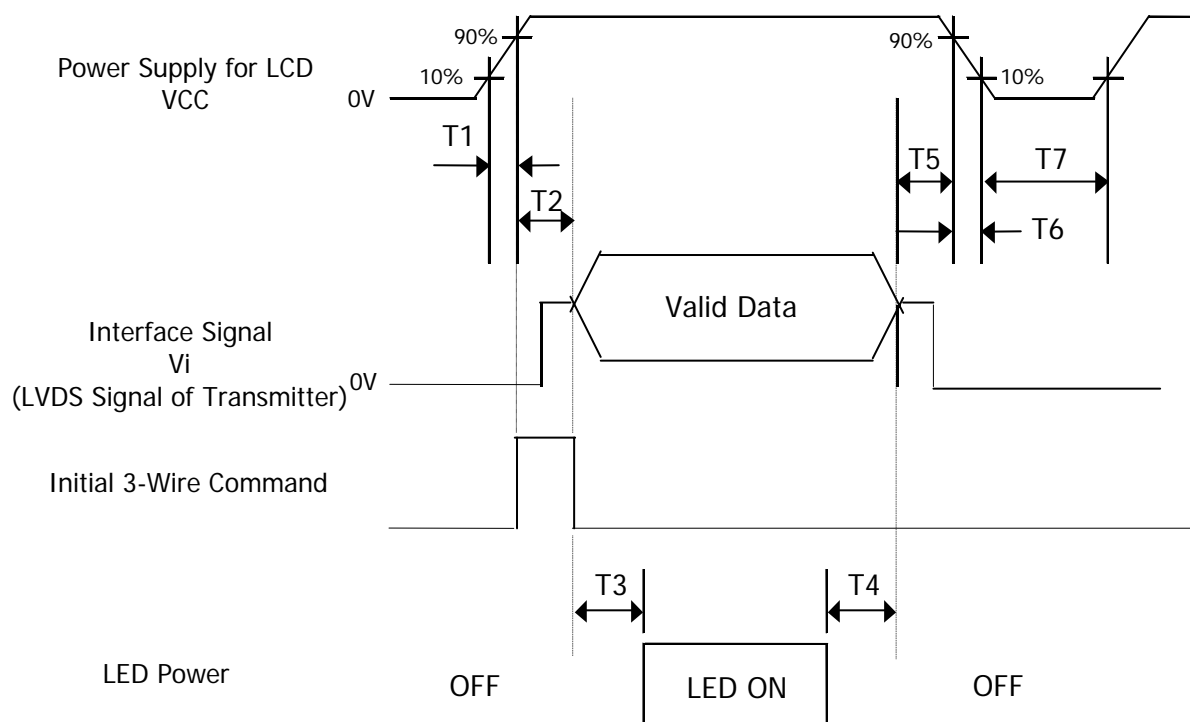 90%
90%
Power Supply for LCD
VCC
10%
10%
0V
T1
T2
T5
T7
T6
Valid Data
Interface Signal
Vi
(LVDS Signal of Transmitter)
0V
Initial 3-Wire Command
T3
T4
LED Power
OFF
LED ON
OFF